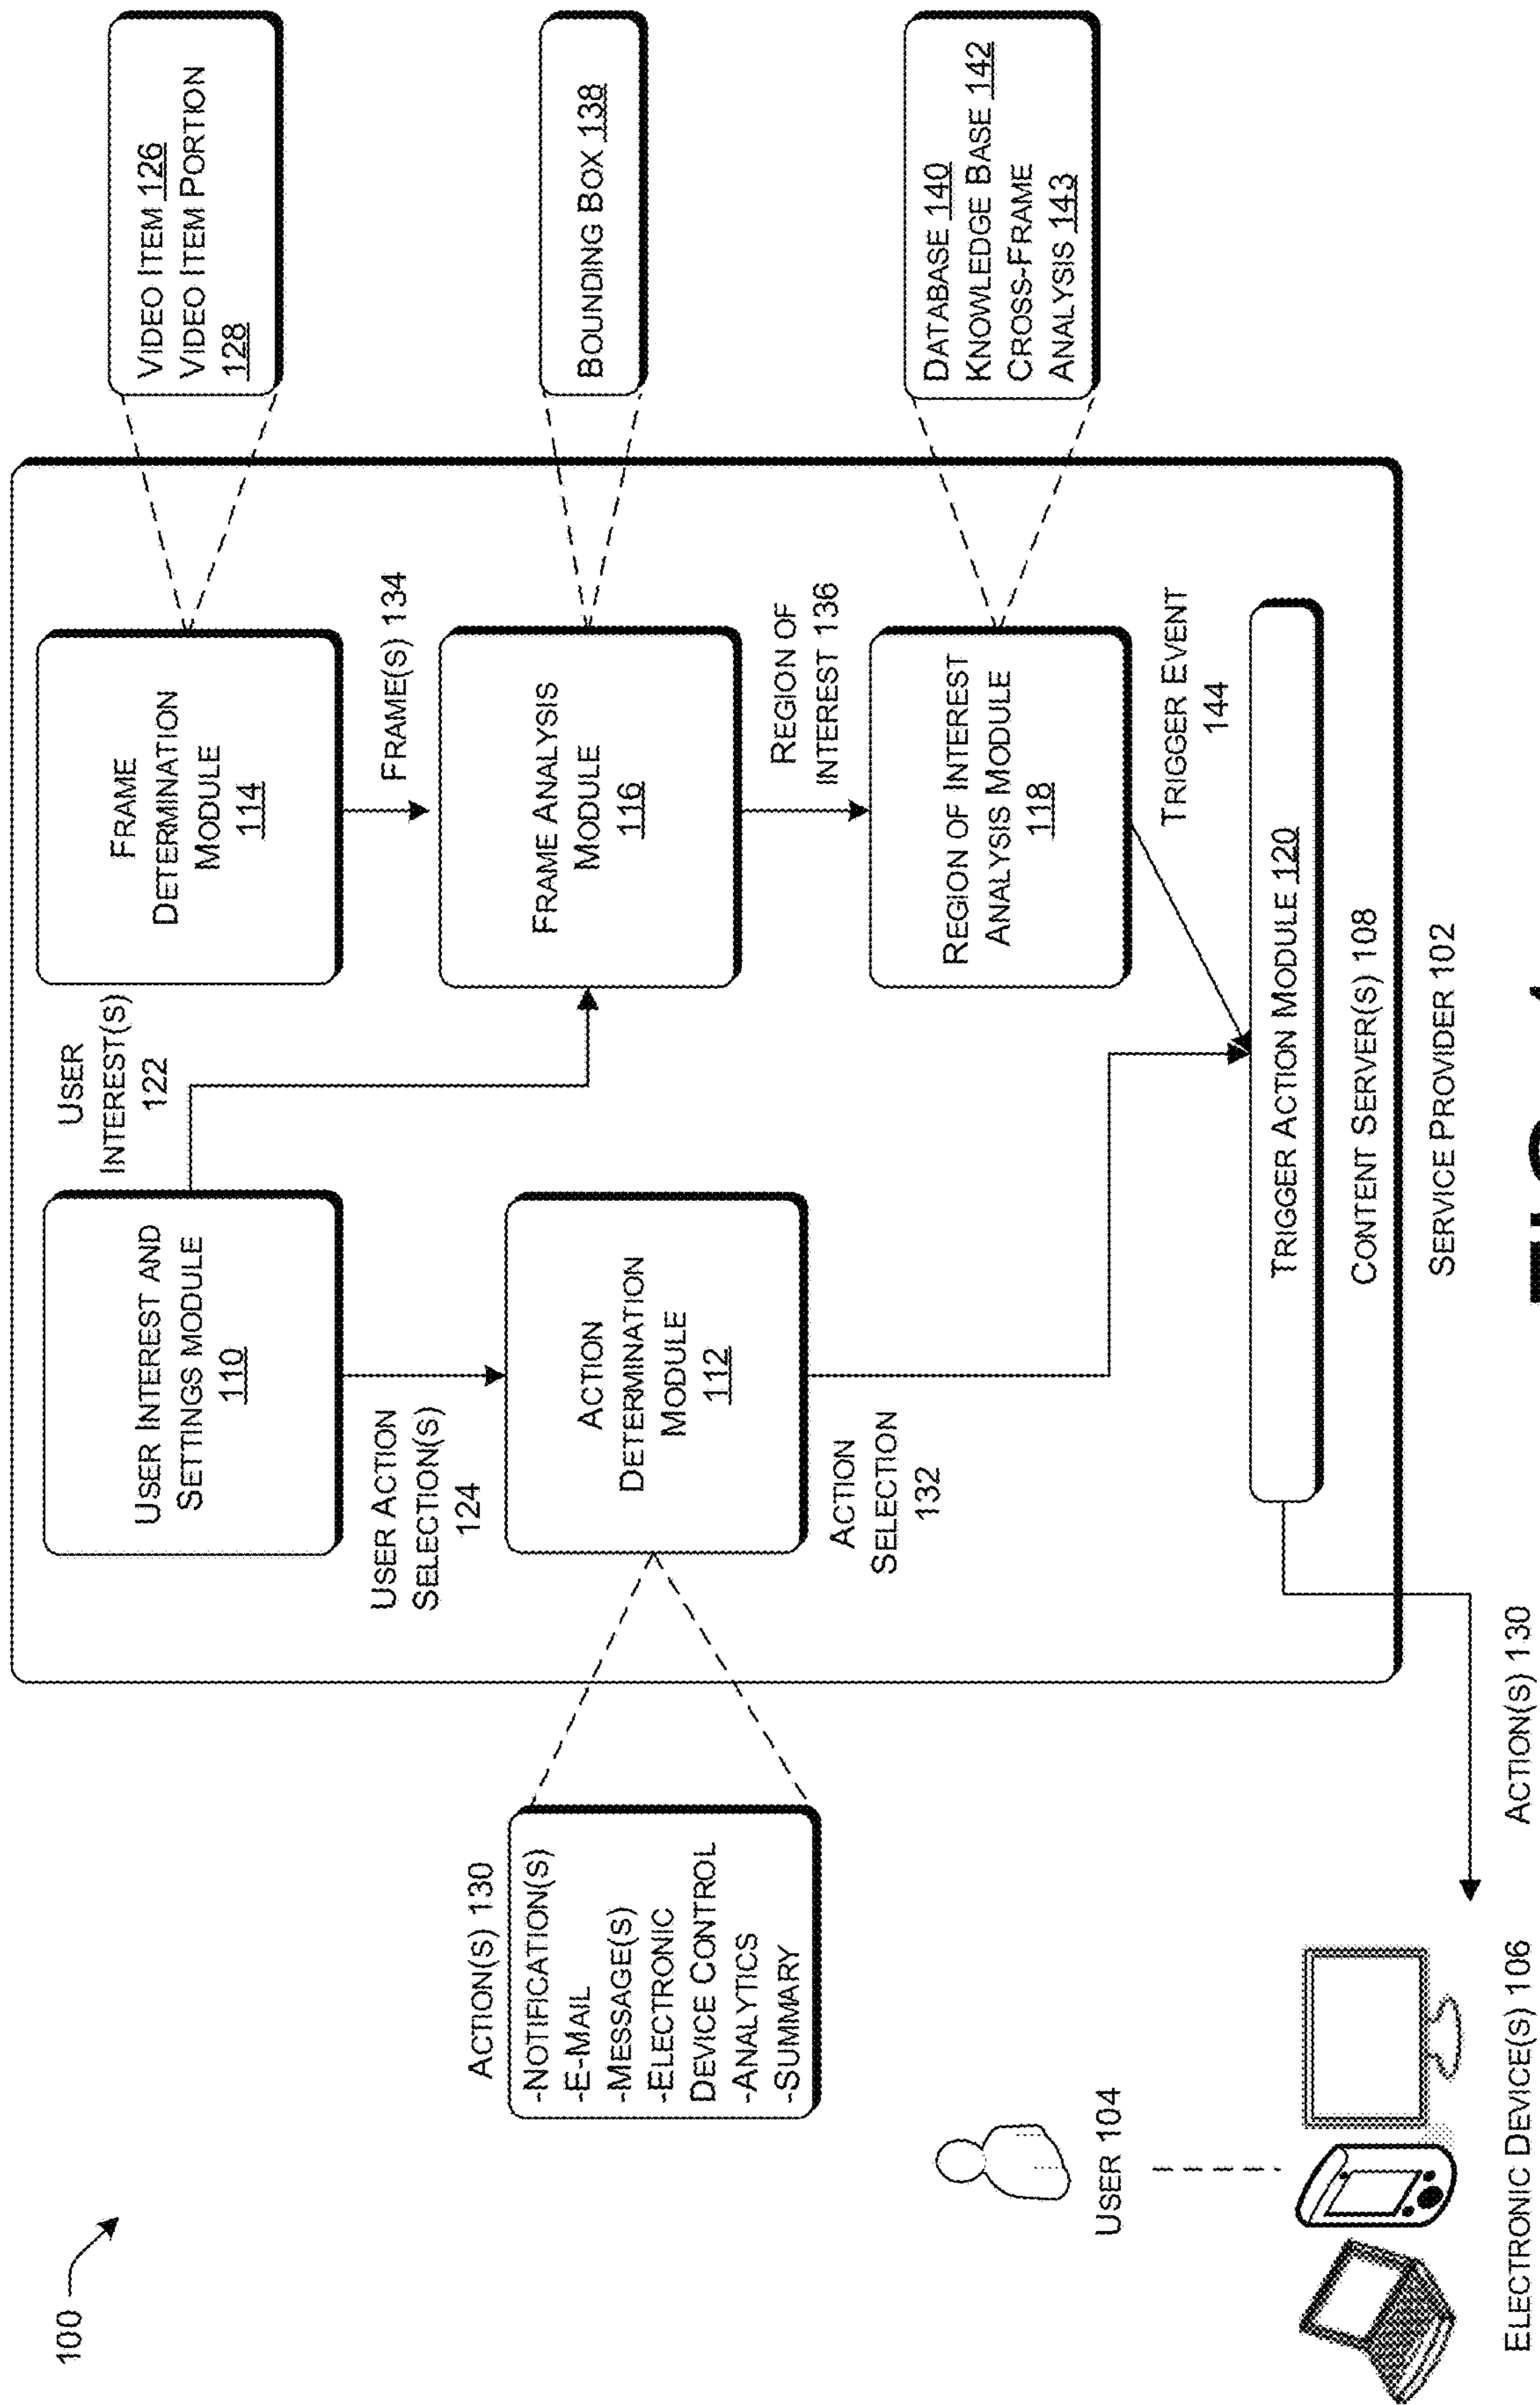 100
USER INTEREST AND
SETTINGS MODULE
110
USER
INTEREST(S)
122
FRAME
DETERMINATION
MODULE
114
VIDEO ITEM 126
VIDEO ITEM PORTION
128
USER ACTION
SELECTION(S)
124
FRAME(S) 134
ACTION(S) 130
-NOTIFICATION(S)
-E-MAIL
-MESSAGE(S)
-ELECTRONIC
DEVICE CONTROL
-ANALYTICS
-SUMMARY
ACTION
DETERMINATION
MODULE
112
FRAME ANALYSIS
MODULE
116
BOUNDING BOX 138
ACTION
SELECTION
132
REGION OF
INTEREST 136
REGION OF INTEREST
ANALYSIS MODULE
118
DATABASE 140
KNOWLEDGE BASE 142
CROSS-FRAME
ANALYSIS 143
USER 104
TRIGGER EVENT
144
TRIGGER ACTION MODULE 120
CONTENT SERVER(S) 108
SERVICE PROVIDER 102
ACTION(S) 130
ELECTRONIC DEVICE(S) 106